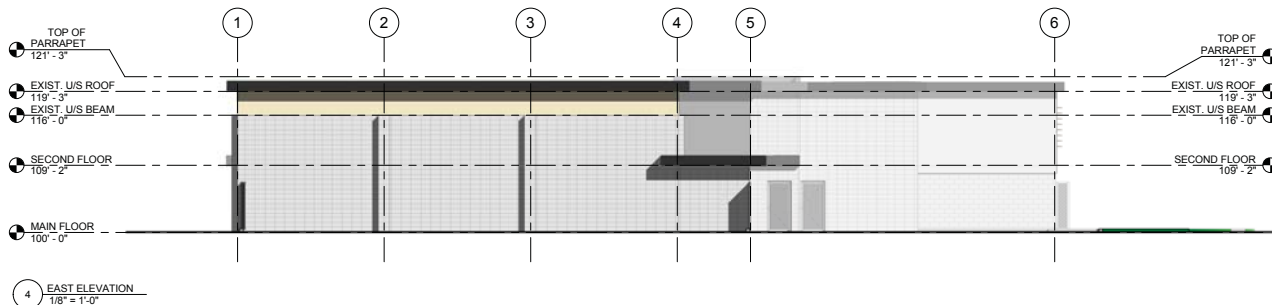 1 2 3 4 5 6
TOP OF
PARRAPET
121' - 3"
EXIST. U/S ROOF
119' - 3"
EXIST. U/S BEAM
116' - 0"
SECOND FLOOR
109' - 2"
MAIN FLOOR
100' - 0"
TOP OF
PARRAPET
121' - 3"
EXIST. U/S ROOF
119' - 3"
EXIST. U/S BEAM
116' - 0"
SECOND FLOOR
109' - 2"
4 EAST ELEVATION
1/8" = 1'-0"